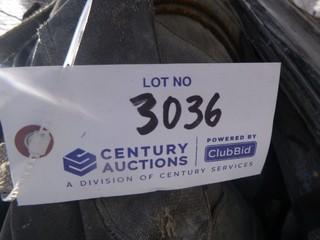 LOT NO
3036
CENTURY AUCTIONS
POWERED BY
ClubBid
A DIVISION OF CENTURY SERVICES